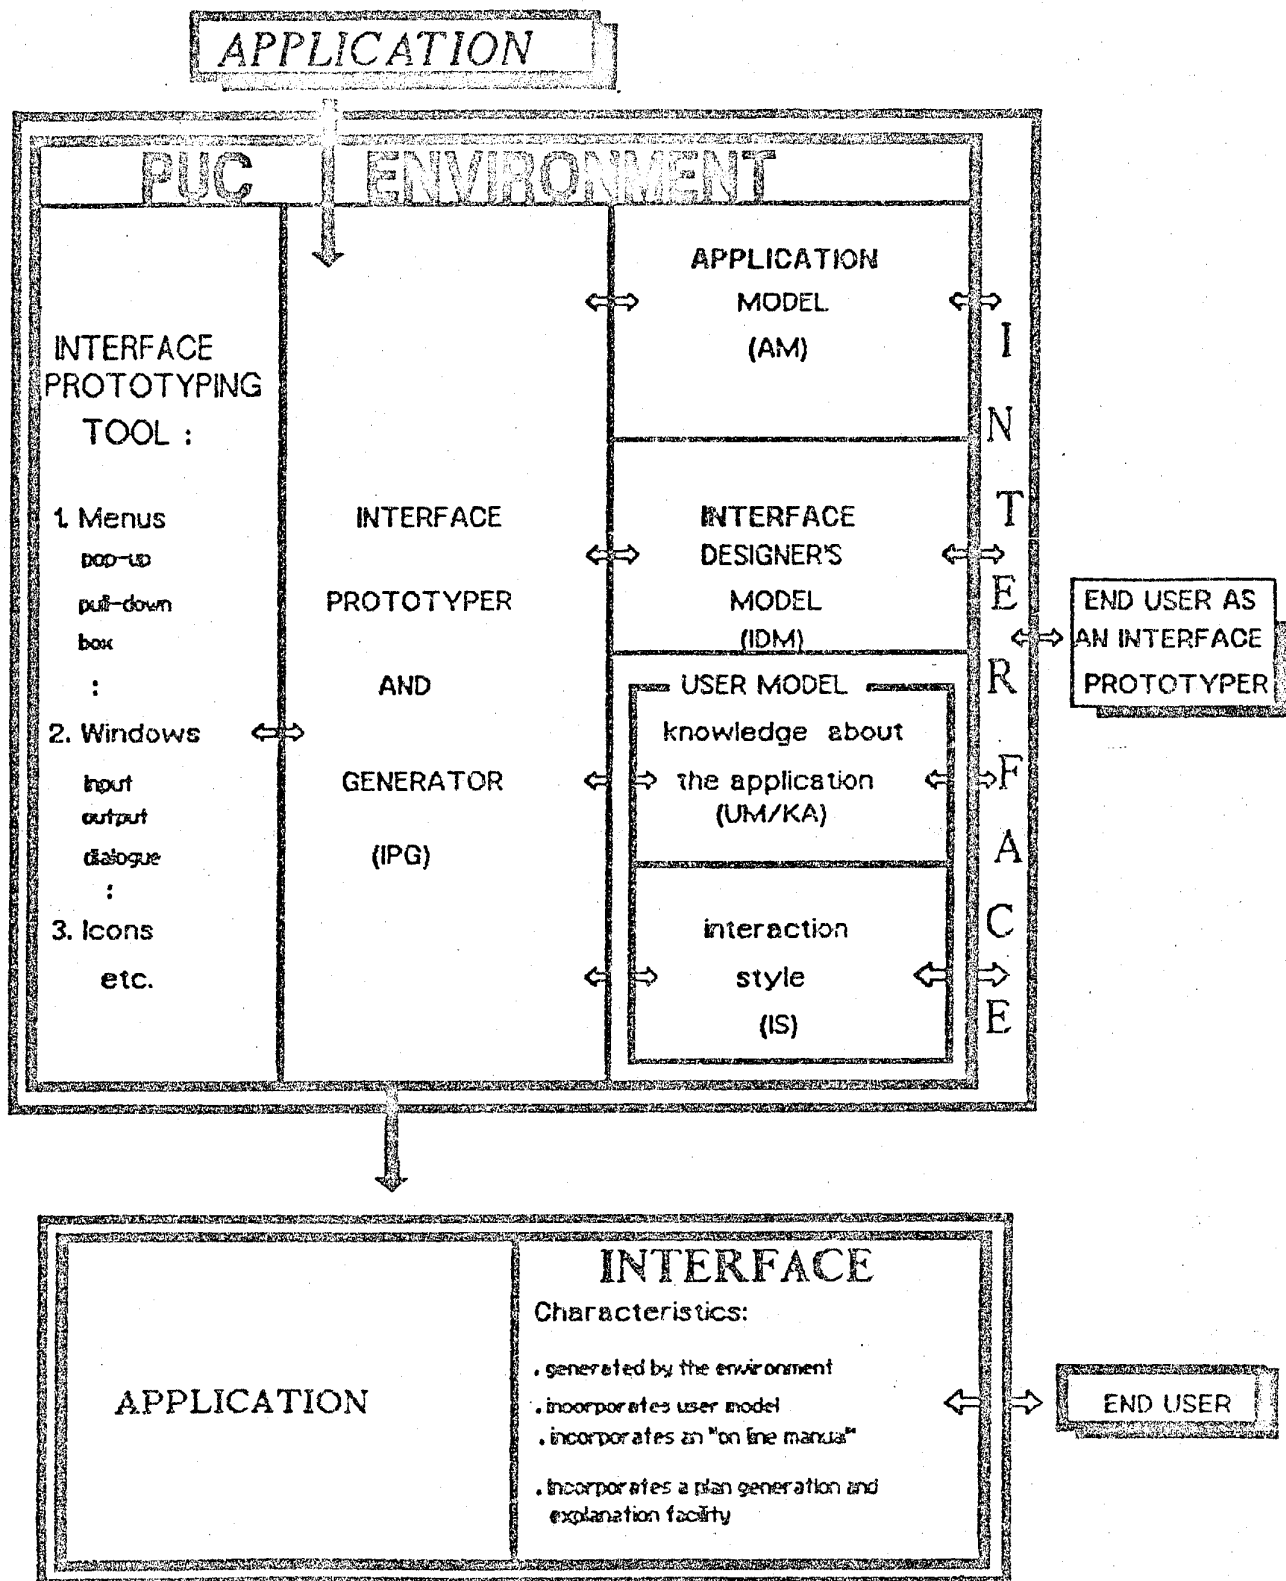 APPLICATION
PUC ENVIRONMENT
INTERFACE
PROTOTYPING
TOOL :
1. Menus
pop-up
pull-down
box
:
2. Windows
input
output
dialogue
:
3. Icons
etc.
INTERFACE
PROTOTYPER
AND
GENERATOR
(IPG)
APPLICATION
MODEL
(AM)
INTERFACE
DESIGNER'S
MODEL
(IDM)
USER MODEL
knowledge about
the application
(UM/KA)
interaction
style
(IS)
I
N
T
E
R
F
A
C
E
END USER AS
AN INTERFACE
PROTOTYPER
APPLICATION
INTERFACE
Characteristics:
. generated by the environment
. incorporates user model
. incorporates an "on line manual"
. incorporates a plan generation and
explanation facility
END USER